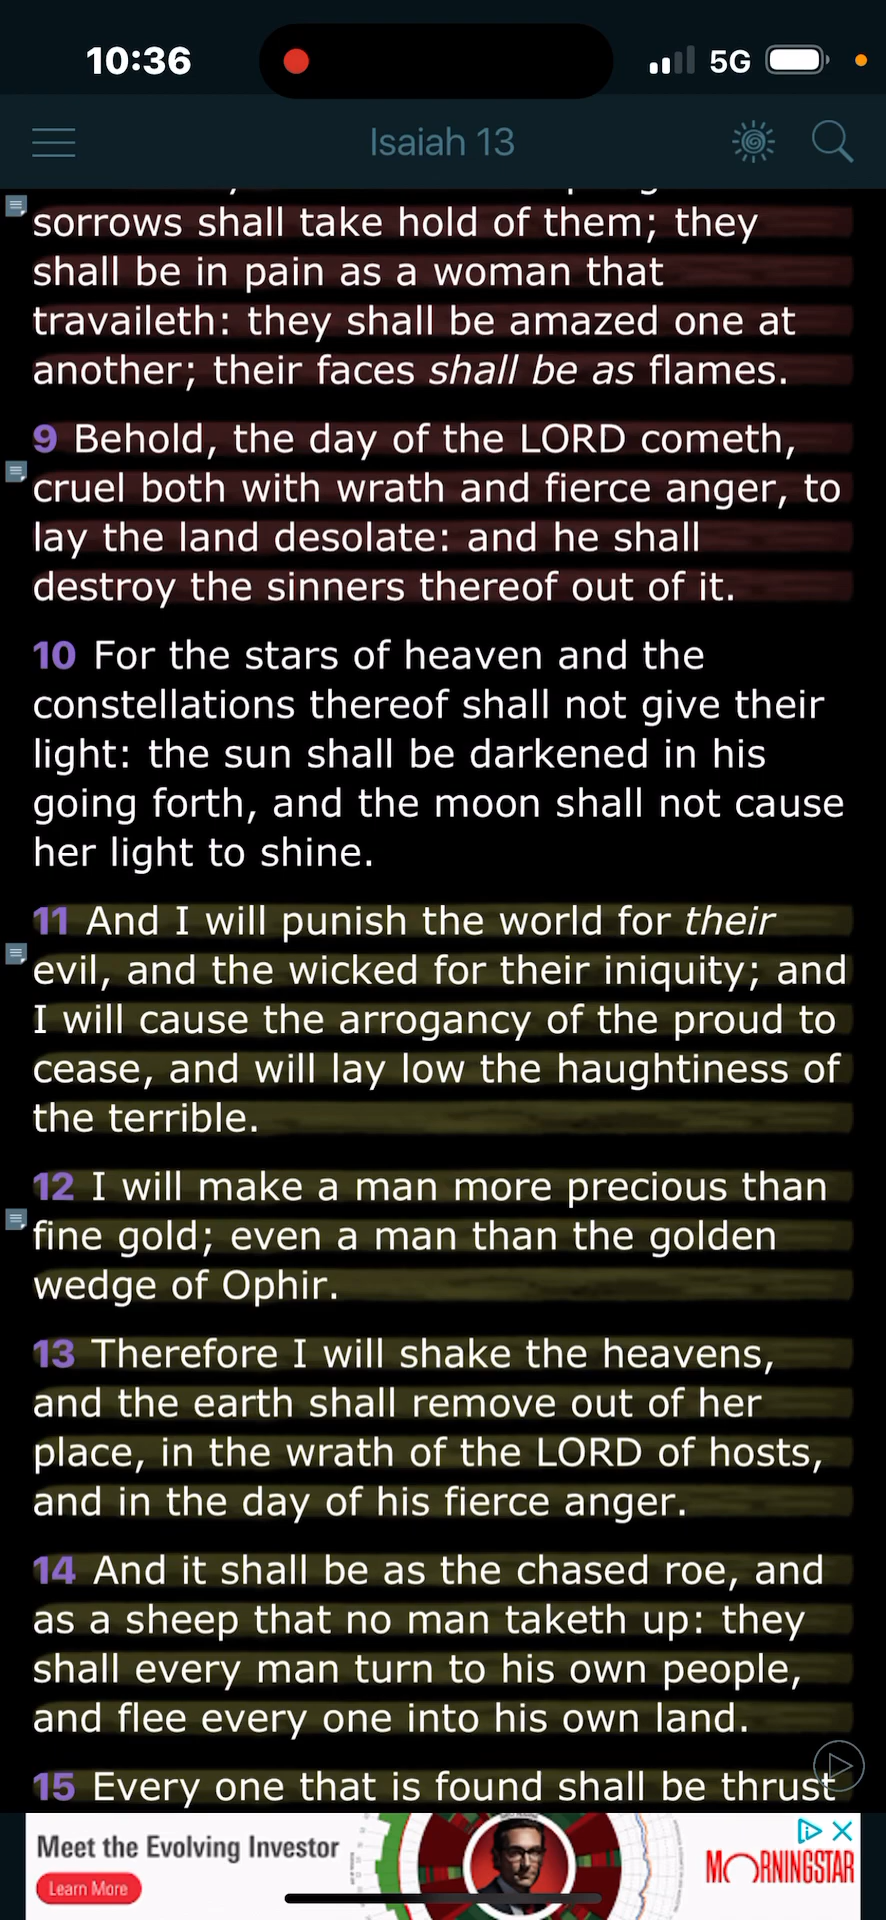 10:36
5G
Isaiah 13
sorrows shall take hold of them; they
shall be in pain as a woman that
travaileth: they shall be amazed one at
another; their faces shall be as flames.
9 Behold, the day of the LORD cometh,
cruel both with wrath and fierce anger, to
lay the land desolate: and he shall
destroy the sinners thereof out of it.
10 For the stars of heaven and the
constellations thereof shall not give their
light: the sun shall be darkened in his
going forth, and the moon shall not cause
her light to shine.
11 And I will punish the world for their
evil, and the wicked for their iniquity; and
I will cause the arrogancy of the proud to
cease, and will lay low the haughtiness of
the terrible.
12 I will make a man more precious than
fine gold; even a man than the golden
wedge of Ophir.
13 Therefore I will shake the heavens,
and the earth shall remove out of her
place, in the wrath of the LORD of hosts,
and in the day of his fierce anger.
14 And it shall be as the chased roe, and
as a sheep that no man taketh up: they
shall every man turn to his own people,
and flee every one into his own land.
15 Every one that is found shall be thrust
Meet the Evolving Investor
Learn More
MORNINGSTAR